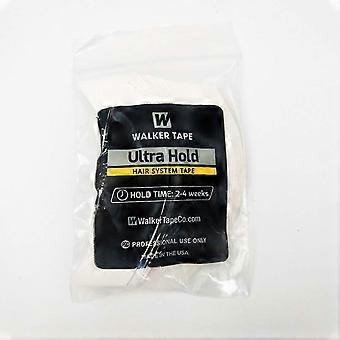 W
WALKER TAPE
Ultra Hold
HAIR SYSTEM TAPE
HOLD TIME: 2-4 weeks
WalkerTapeCo.com
PROFESSIONAL USE ONLY
MADE IN THE USA